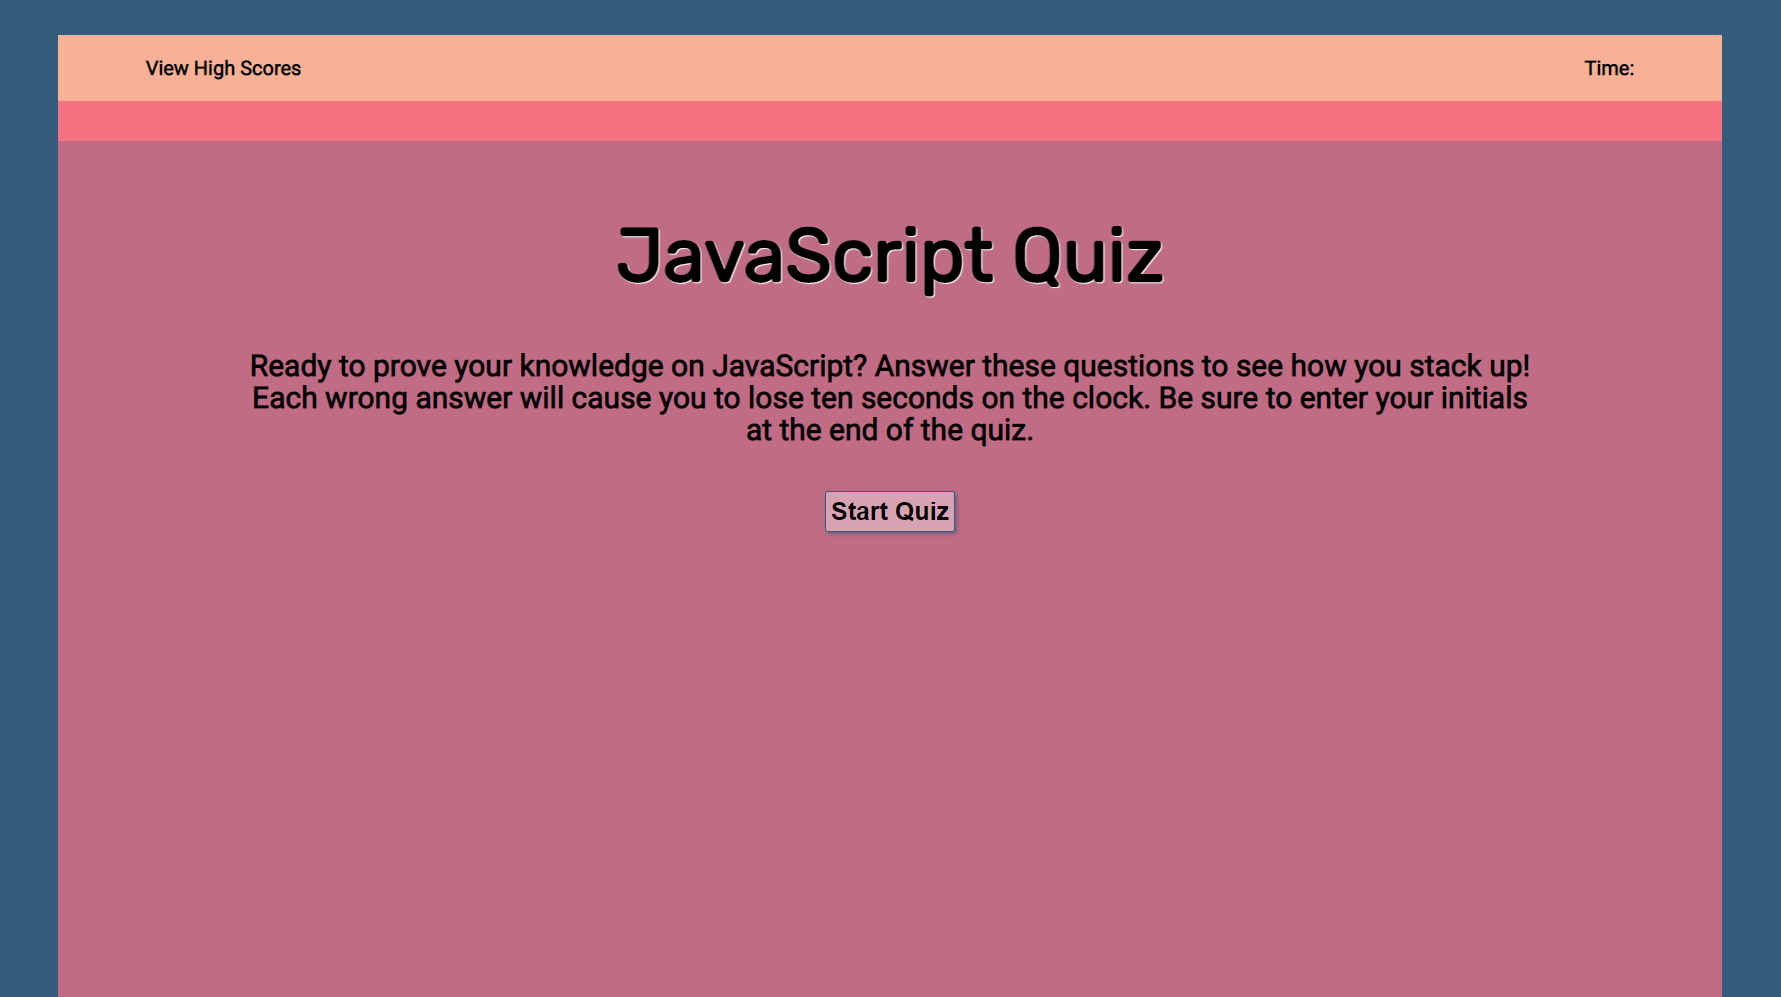 View High Scores
Time:
JavaScript Quiz
Ready to prove your knowledge on JavaScript? Answer these questions to see how you stack up!
Each wrong answer will cause you to lose ten seconds on the clock. Be sure to enter your initials
at the end of the quiz.
Start Quiz